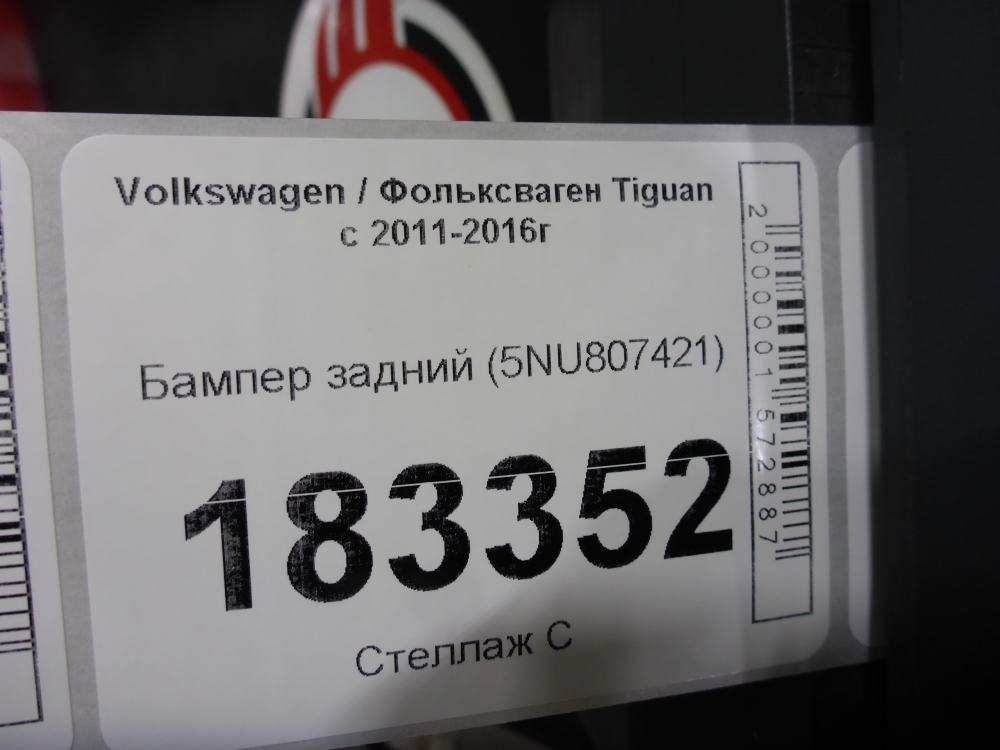 Volkswagen / Фольксваген Tiguan
с 2011-2016г
Бампер задний (5NU807421)
183352
Стеллаж С
2000001572887